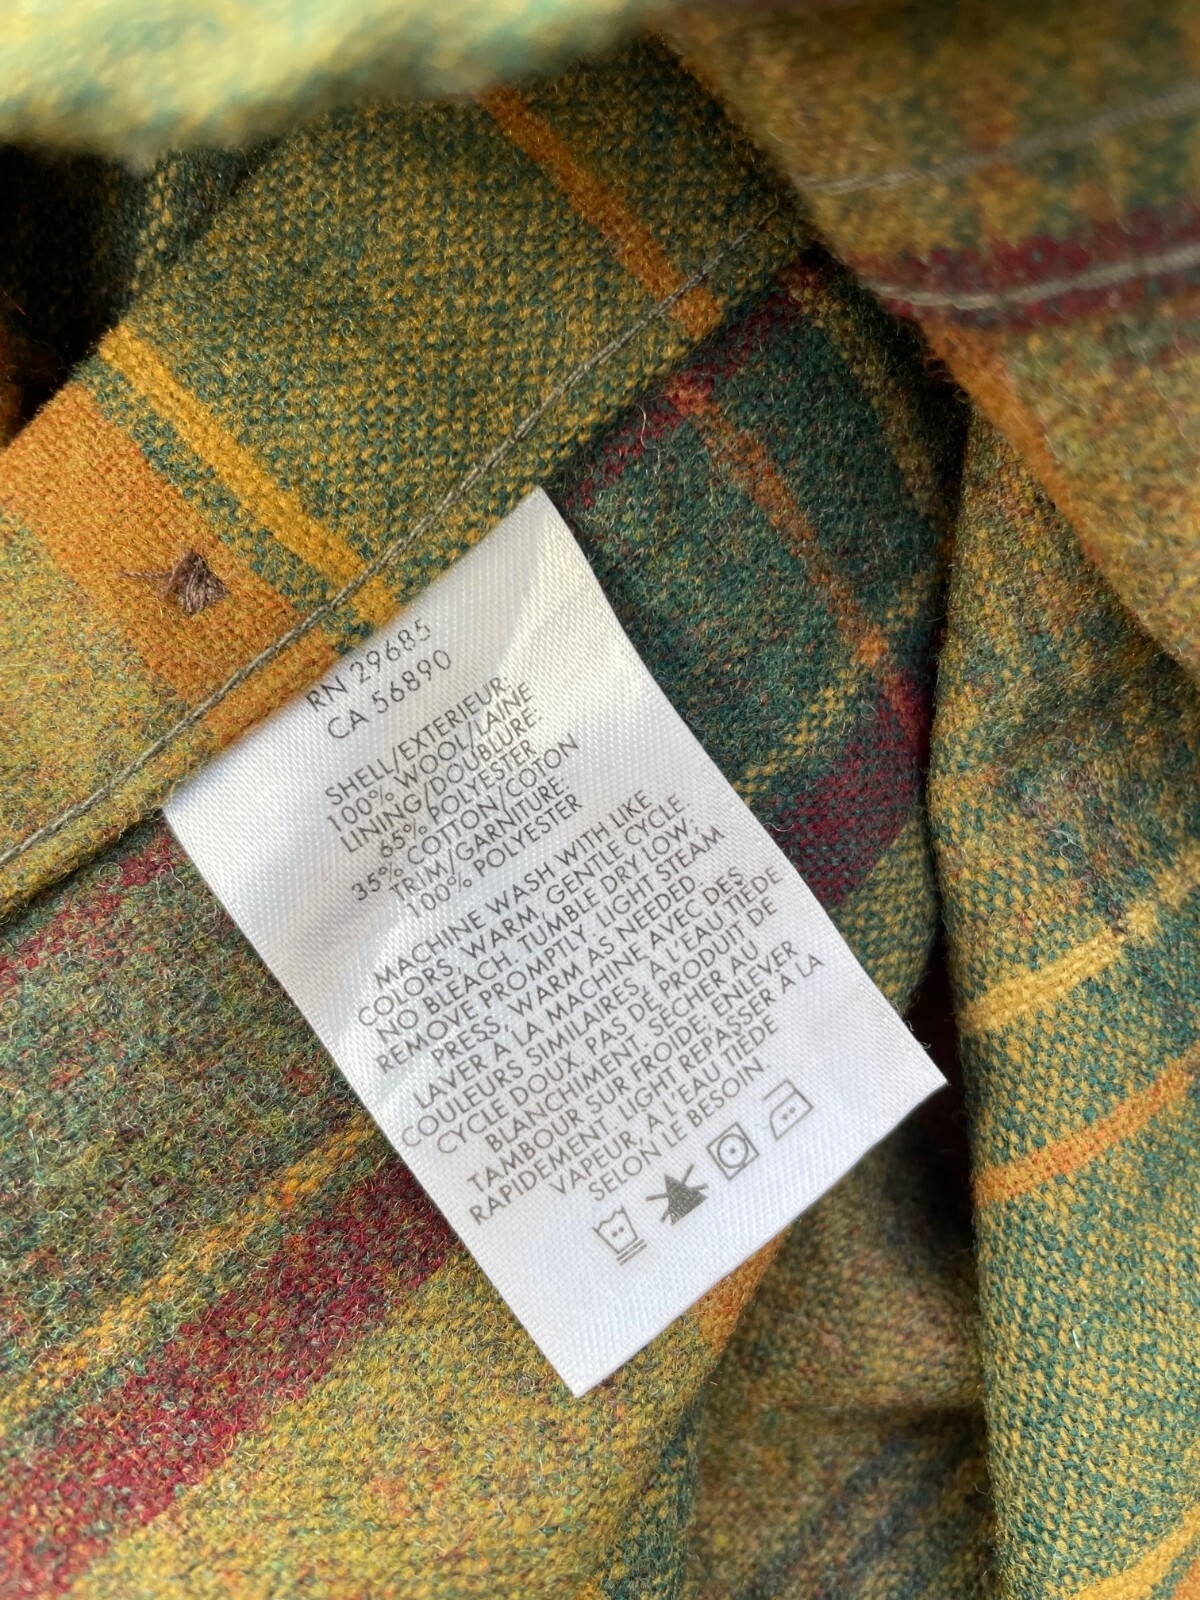 RN 29685
CA 56890
SHELL/EXTERIEUR:
100% WOOL/LAINE
LINING/DOUBLURE:
65% POLYESTER
35% COTTON/COTON
TRIM/GARNITURE:
100% POLYESTER
MACHINE WASH WITH LIKE
COLORS, WARM, GENTLE CYCLE.
NO BLEACH. TUMBLE DRY LOW;
REMOVE PROMPTLY. LIGHT STEAM
PRESS, WARM AS NEEDED.
LAVER A LA MACHINE AVEC DES
COULEURS SIMILAIRES, A L'EAU TIÈDE
CYCLE DOUX. PAS DE PRODUIT DE
BLANCHIMENT. SÉCHER AU
TAMBOUR SUR FROIDE; ENLEVER
RAPIDEMENT. LIGHT REPASSER À LA
VAPEUR, A L'EAU TIEDE
SELON LE BESOIN.